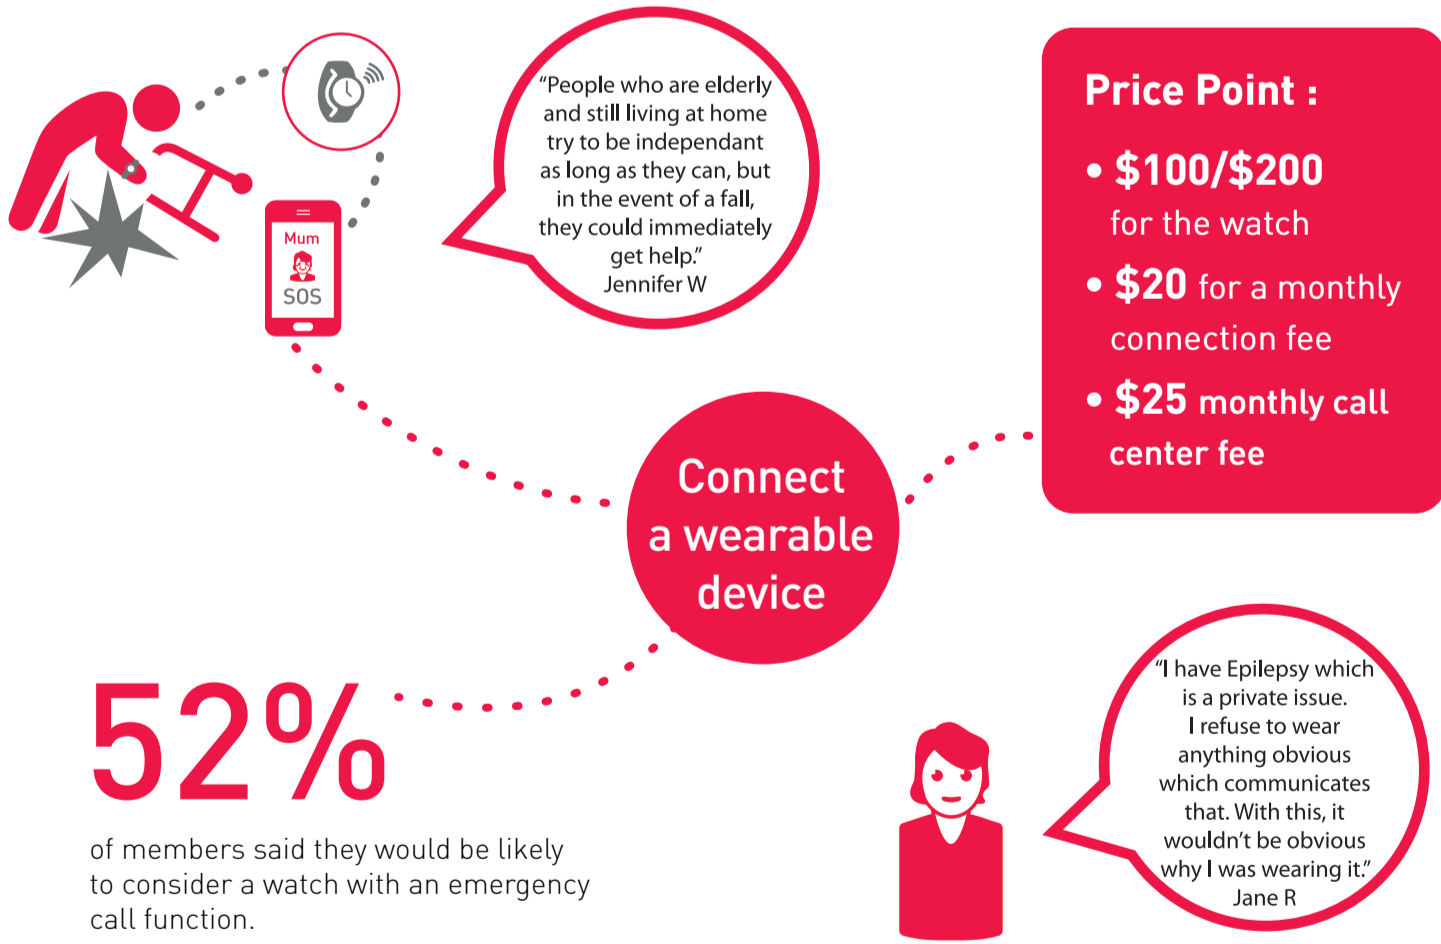 Mum
SOS
“People who are elderly
and still living at home
try to be independant
as long as they can, but
in the event of a fall,
they could immediately
get help.”
Jennifer W
Price Point :
• $100/$200
for the watch
• $20 for a monthly
connection fee
• $25 monthly call
center fee
Connect
a wearable
device
52%
of members said they would be likely
to consider a watch with an emergency
call function.
“I have Epilepsy which
is a private issue.
I refuse to wear
anything obvious
which communicates
that. With this, it
wouldn’t be obvious
why I was wearing it.”
Jane R